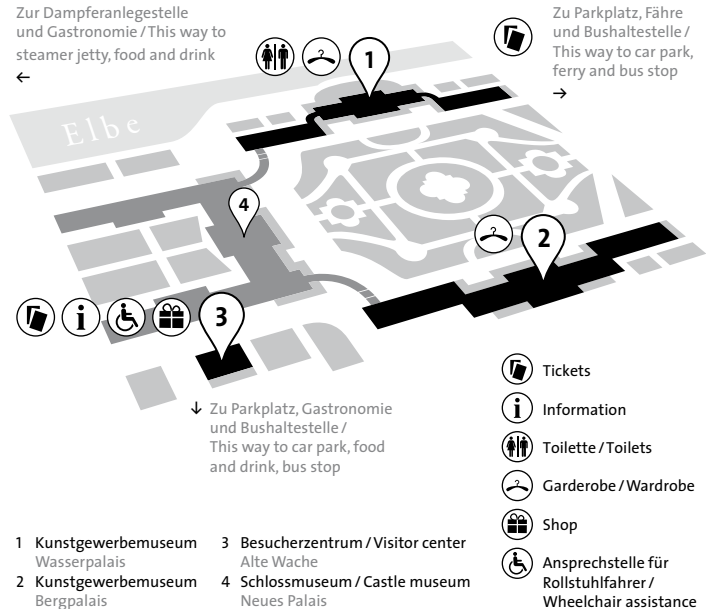 Zur Dampferanlegestelle
und Gastronomie / This way to
steamer jetty, food and drink
←
Zu Parkplatz, Fähre
und Bushaltestelle /
This way to car park,
ferry and bus stop
→
1
Elbe
4
2
3
↓ Zu Parkplatz, Gastronomie
und Bushaltestelle /
This way to car park, food
and drink, bus stop
Tickets
Information
Toilette / Toilets
Garderobe / Wardrobe
Shop
Ansprechstelle für
Rollstuhlfahrer /
Wheelchair assistance
1 Kunstgewerbemuseum
Wasserpalais
2 Kunstgewerbemuseum
Bergpalais
3 Besucherzentrum / Visitor center
Alte Wache
4 Schlossmuseum / Castle museum
Neues Palais